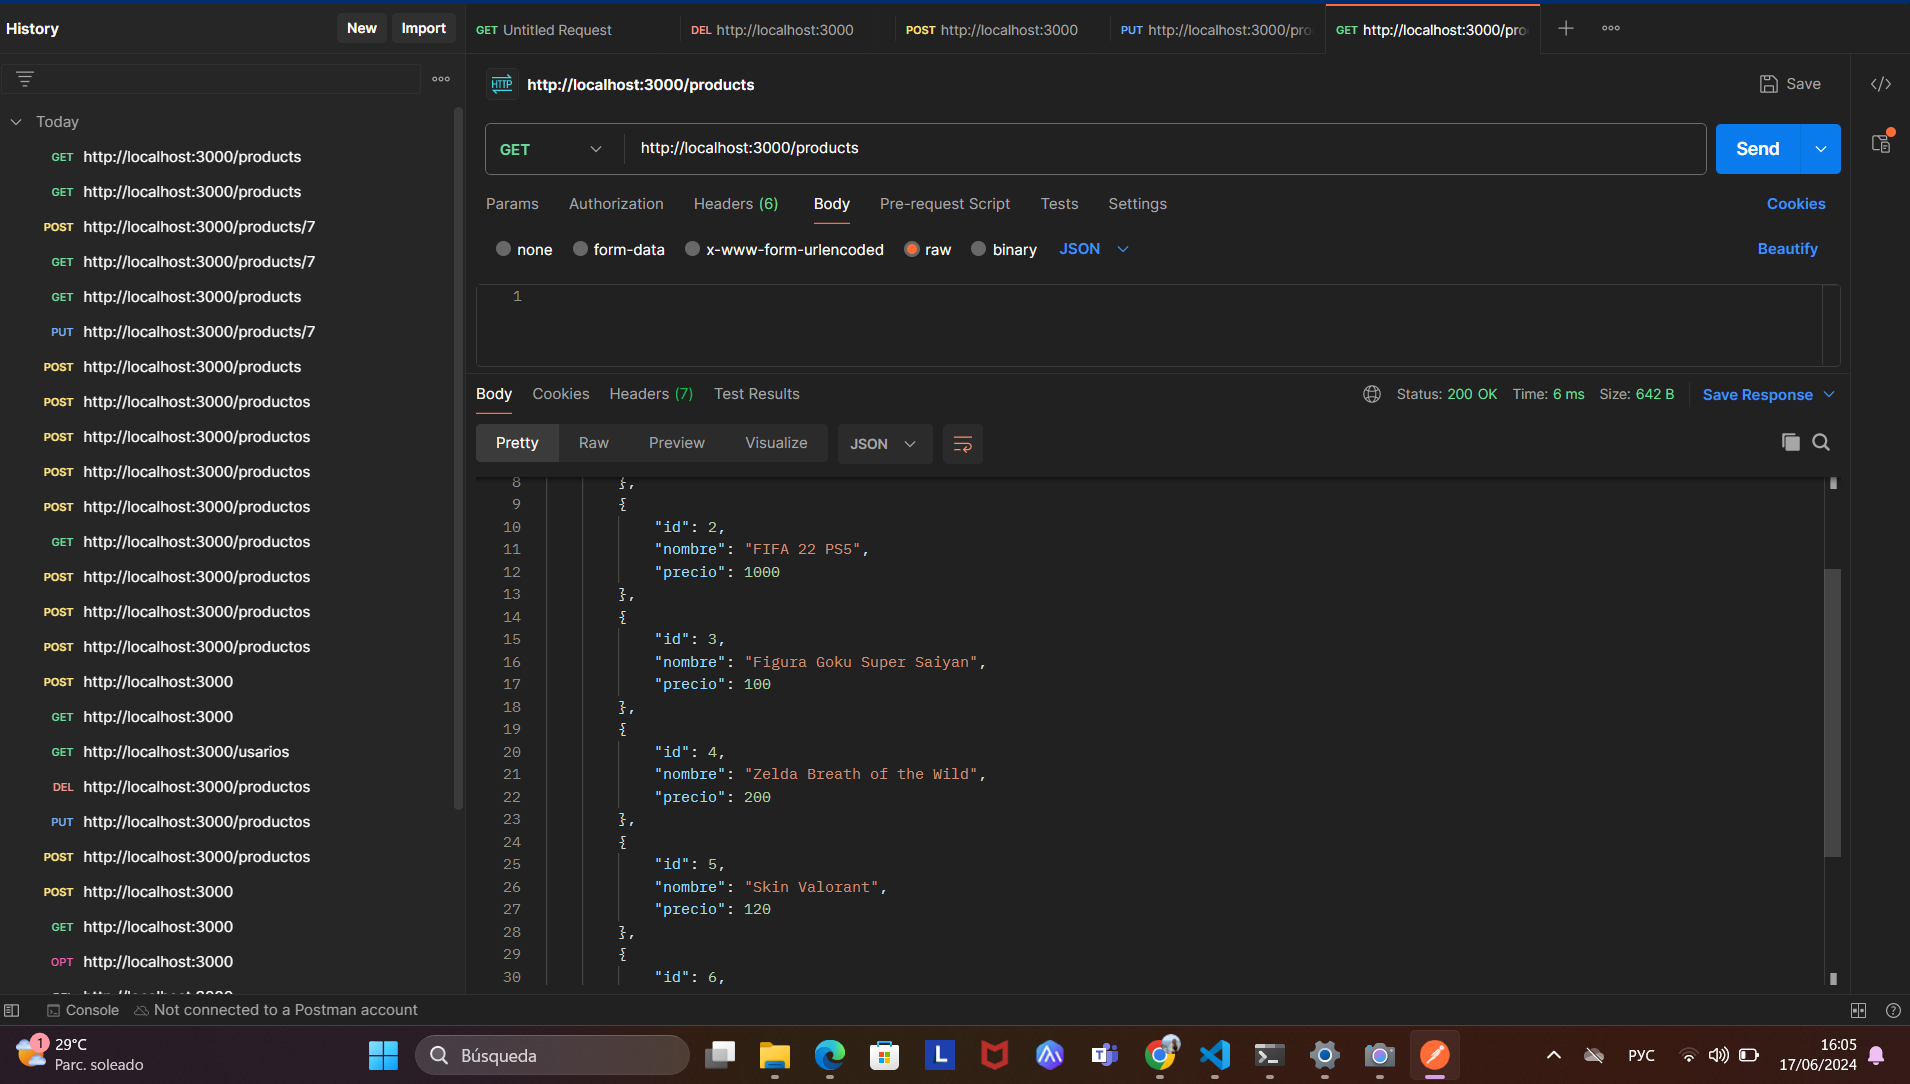 History
New
Import
GET Untitled Request
DEL http://localhost:3000
POST http://localhost:3000
PUT http://localhost:3000/pro
GET http://localhost:3000/pro
HTTP http://localhost:3000/products
Save
Today
GET http://localhost:3000/products
GET http://localhost:3000/products
POST http://localhost:3000/products/7
GET http://localhost:3000/products/7
GET http://localhost:3000/products
PUT http://localhost:3000/products/7
POST http://localhost:3000/products
POST http://localhost:3000/productos
POST http://localhost:3000/productos
POST http://localhost:3000/productos
POST http://localhost:3000/productos
GET http://localhost:3000/productos
POST http://localhost:3000/productos
POST http://localhost:3000/productos
POST http://localhost:3000/productos
POST http://localhost:3000
GET http://localhost:3000
GET http://localhost:3000/usarios
DEL http://localhost:3000/productos
PUT http://localhost:3000/productos
POST http://localhost:3000/productos
POST http://localhost:3000
GET http://localhost:3000
OPT http://localhost:3000
GET http://localhost:3000/products
Send
Params Authorization Headers (6) Body Pre-request Script Tests Settings
Cookies
none form-data x-www-form-urlencoded raw binary JSON
Beautify
1
Body Cookies Headers (7) Test Results
Status: 200 OK Time: 6 ms Size: 642 B
Save Response
Pretty Raw Preview Visualize JSON
8 },
9 {
10 "id": 2,
11 "nombre": "FIFA 22 PS5",
12 "precio": 1000
13 },
14 {
15 "id": 3,
16 "nombre": "Figura Goku Super Saiyan",
17 "precio": 100
18 },
19 {
20 "id": 4,
21 "nombre": "Zelda Breath of the Wild",
22 "precio": 200
23 },
24 {
25 "id": 5,
26 "nombre": "Skin Valorant",
27 "precio": 120
28 },
29 {
30 "id": 6,
Console Not connected to a Postman account
1
29°C
Parc. soleado
Búsqueda
L
РУС
16:05
17/06/2024